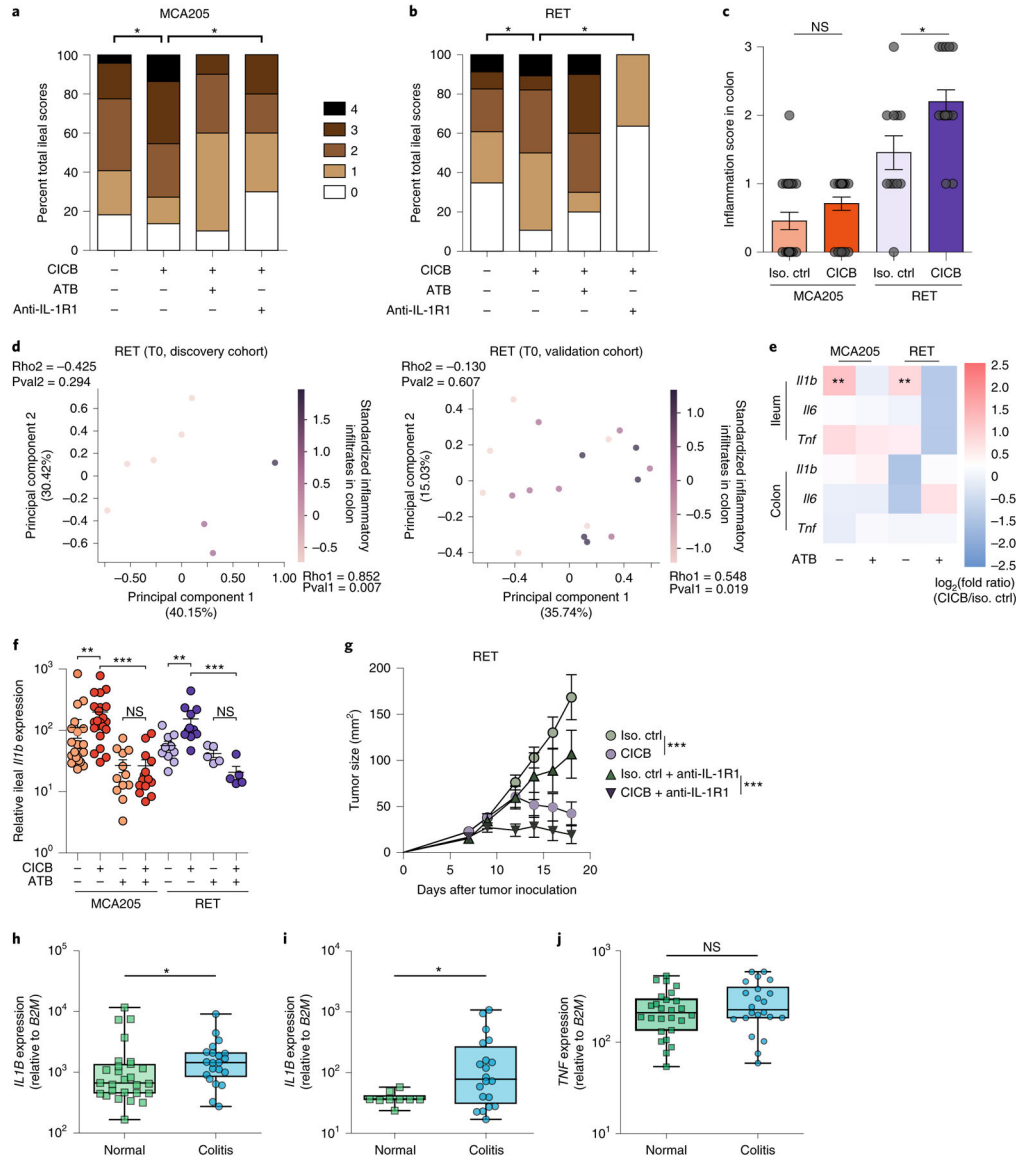 a
MCA205
*
*
100
80
60
40
20
0
Percent total ileal scores
4
3
2
1
0
CICB – + + +
ATB – – + –
Anti-IL-1R1 – – – +
b
RET
*
*
100
80
60
40
20
0
Percent total ileal scores
CICB – + + +
ATB – – + –
Anti-IL-1R1 – – – +
c
NS
*
3
2
1
0
Inflammation score in colon
Iso. ctrl CICB Iso. ctrl CICB
MCA205 RET
d
RET (T0, discovery cohort)
Rho2 = –0.425
Pval2 = 0.294
0.6
0.4
0.2
0
–0.2
–0.4
–0.6
Principal component 2
(30.42%)
–0.50 0 0.50 1.00
Principal component 1
(40.15%)
1.5
1.0
0.5
0
–0.5
Standardized inflammatory
infiltrates in colon
Rho1 = 0.852
Pval1 = 0.007
RET (T0, validation cohort)
Rho2 = –0.130
Pval2 = 0.607
0.4
0.2
0
–0.2
–0.4
Principal component 2
(15.03%)
–0.4 0 0.4
Principal component 1
(35.74%)
1.0
0.5
0
–0.5
–1.0
Standardized inflammatory
infiltrates in colon
Rho1 = 0.548
Pval1 = 0.019
e
MCA205 RET
Ileum
Il1b
Il6
Tnf
Colon
Il1b
Il6
Tnf
** **
ATB – + – +
2.5
2.0
1.5
1.0
0.5
0
–0.5
–1.0
–1.5
–2.0
–2.5
log2(fold ratio)
(CICB/iso. ctrl)
f
** *** ** ***
NS NS
10³
10²
10¹
10⁰
Relative ileal Il1b expression
CICB – + – + – + – +
ATB – – + + – – + +
MCA205 RET
g
RET
200
150
100
50
0
Tumor size (mm²)
0 5 10 15 20
Days after tumor inoculation
Iso. ctrl
CICB
***
Iso. ctrl + anti-IL-1R1
CICB + anti-IL-1R1
***
h
*
10⁵
10⁴
10³
10²
IL1B expression
(relative to B2M)
Normal Colitis
i
*
10⁴
10³
10²
10¹
IL1B expression
(relative to B2M)
Normal Colitis
j
NS
10³
10²
10¹
TNF expression
(relative to B2M)
Normal Colitis